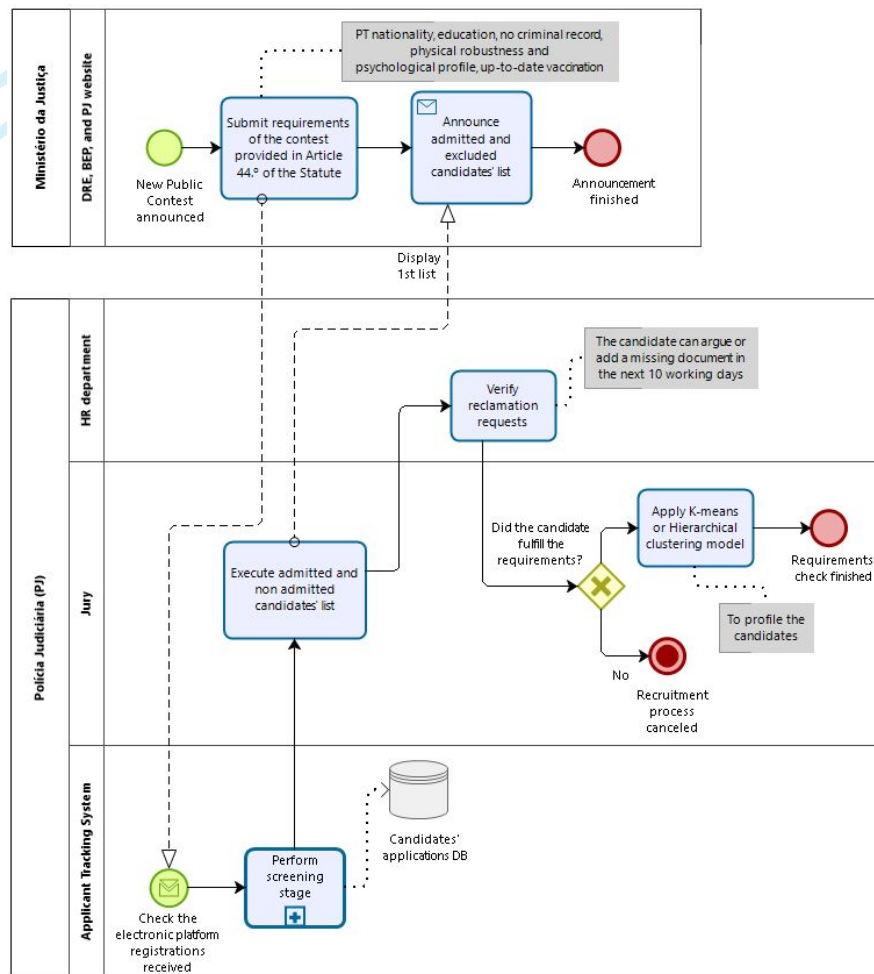 Ministério da Justiça
DRE, BEP, and PJ website
PT nationality, education, no criminal record,
physical robustness and
psychological profile, up-to-date vaccination
Submit requirements
of the contest
provided in Article
44.º of the Statute
Announce
admitted and
excluded
candidates' list
New Public
Contest
announced
Announcement
finished
Display
1st list
Polícia Judiciária (PJ)
HR department
The candidate can argue or
add a missing document in
the next 10 working days
Verify
reclamation
requests
Jury
Did the candidate
fulfill the
requirements?
Apply K-means
or Hierarchical
clustering model
Requirements
check finished
Execute admitted and
non admitted
candidates' list
To profile the
candidates
No
Recruitment
process
canceled
Applicant Tracking System
Candidates'
applications DB
Perform
screening
stage
Check the
electronic platform
registrations
received